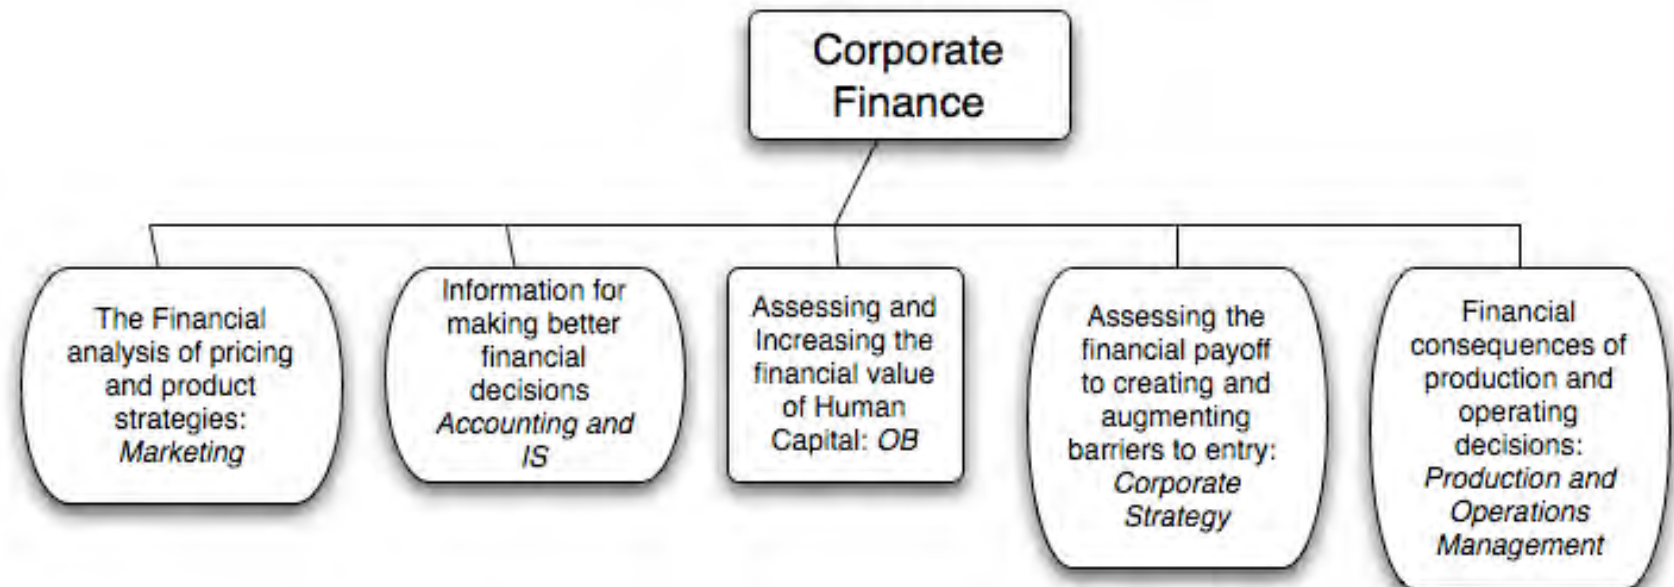 Corporate
Finance
The Financial
analysis of pricing
and product
strategies:
Marketing
Information for
making better
financial
decisions
Accounting and
IS
Assessing and
Increasing the
financial value
of Human
Capital: OB
Assessing the
financial payoff
to creating and
augmenting
barriers to entry:
Corporate
Strategy
Financial
consequences of
production and
operating
decisions:
Production and
Operations
Management